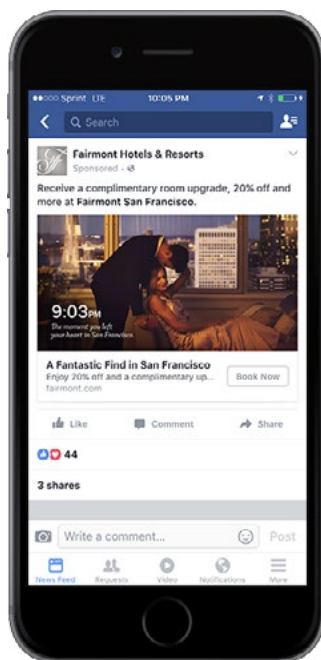 Sprint LTE 10:05 PM
Search
Fairmont Hotels & Resorts
Sponsored ·
Receive a complimentary room upgrade, 20% off and
more at Fairmont San Francisco.
9:03PM
The moment you left
your heart in San Francisco
A Fantastic Find in San Francisco
Enjoy 20% off and a complimentary up...
fairmont.com
Book Now
Like Comment Share
44
3 shares
Write a comment... Post
News Feed Requests Video Notifications More